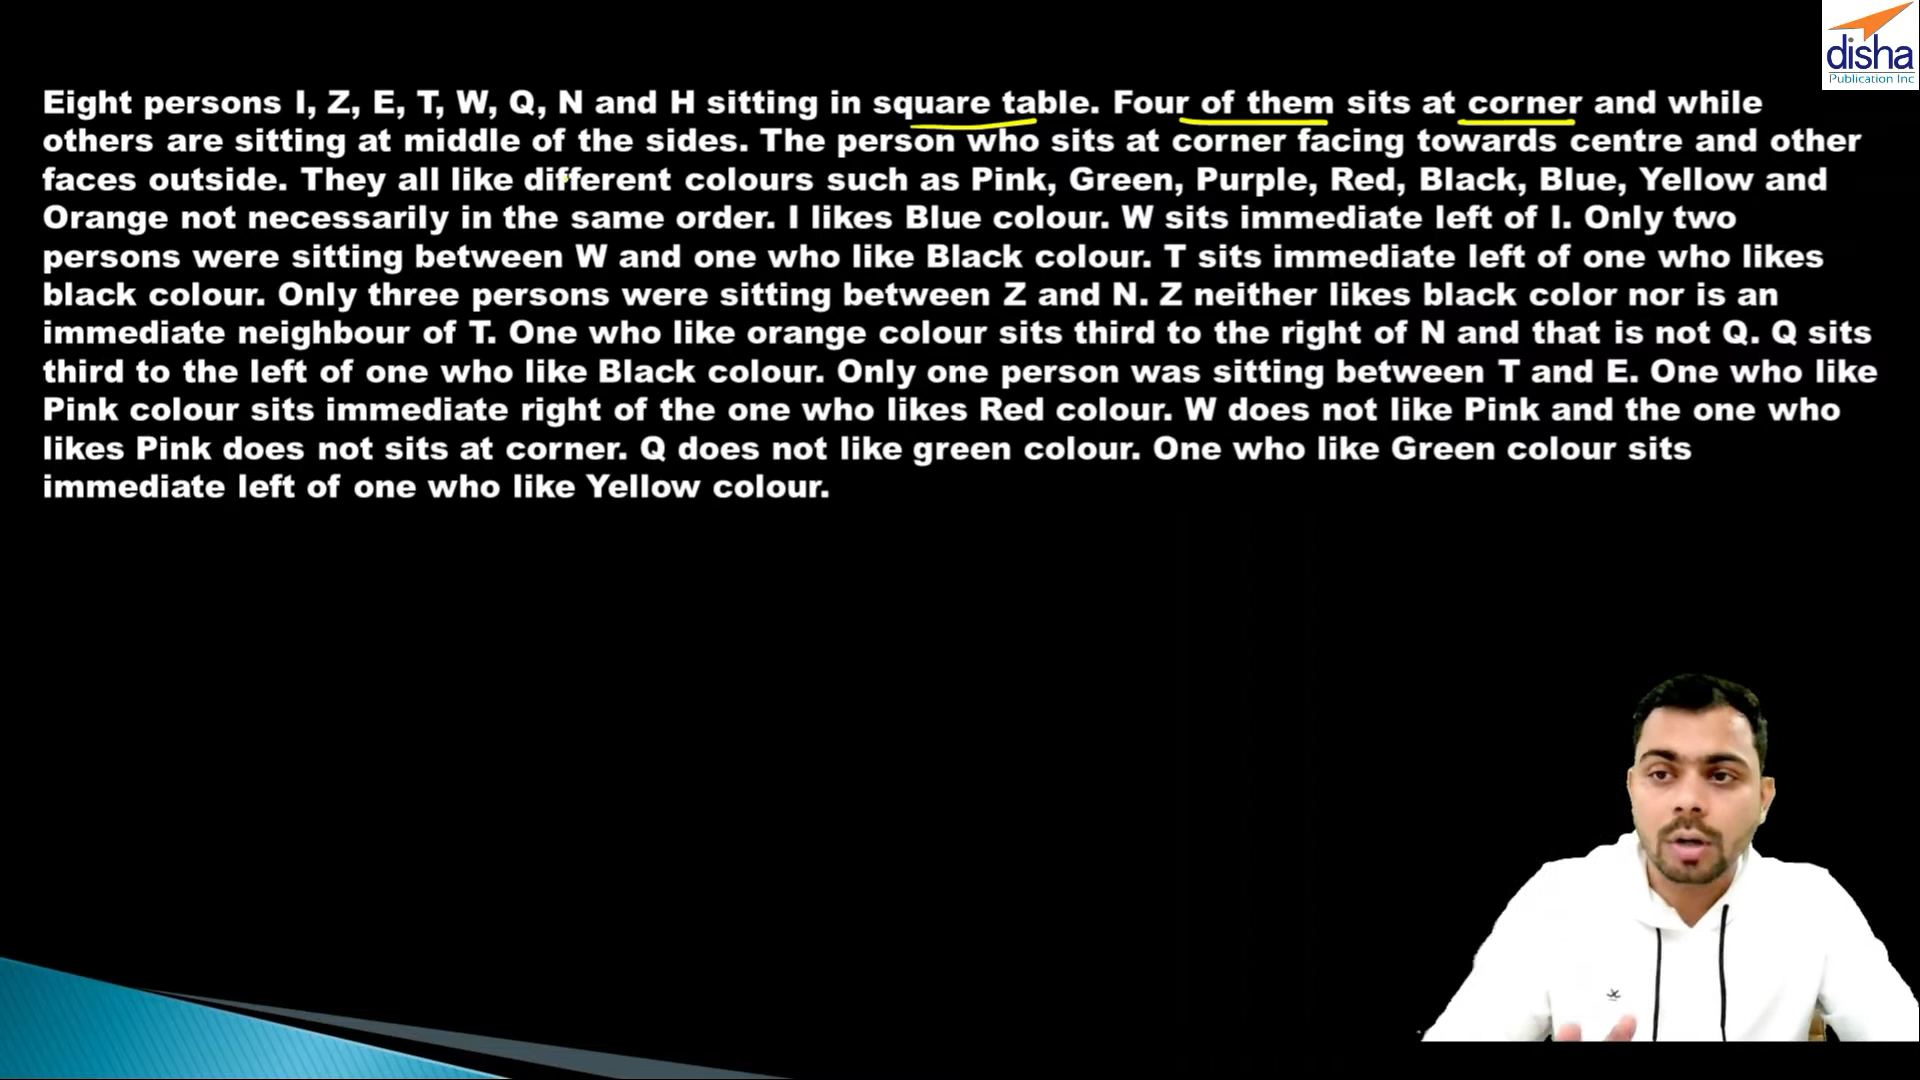 disha
Publication Inc
Eight persons I, Z, E, T, W, Q, N and H sitting in square table. Four of them sits at corner and while
others are sitting at middle of the sides. The person who sits at corner facing towards centre and other
faces outside. They all like different colours such as Pink, Green, Purple, Red, Black, Blue, Yellow and
Orange not necessarily in the same order. I likes Blue colour. W sits immediate left of I. Only two
persons were sitting between W and one who like Black colour. T sits immediate left of one who likes
black colour. Only three persons were sitting between Z and N. Z neither likes black color nor is an
immediate neighbour of T. One who like orange colour sits third to the right of N and that is not Q. Q sits
third to the left of one who like Black colour. Only one person was sitting between T and E. One who like
Pink colour sits immediate right of the one who likes Red colour. W does not like Pink and the one who
likes Pink does not sits at corner. Q does not like green colour. One who like Green colour sits
immediate left of one who like Yellow colour.